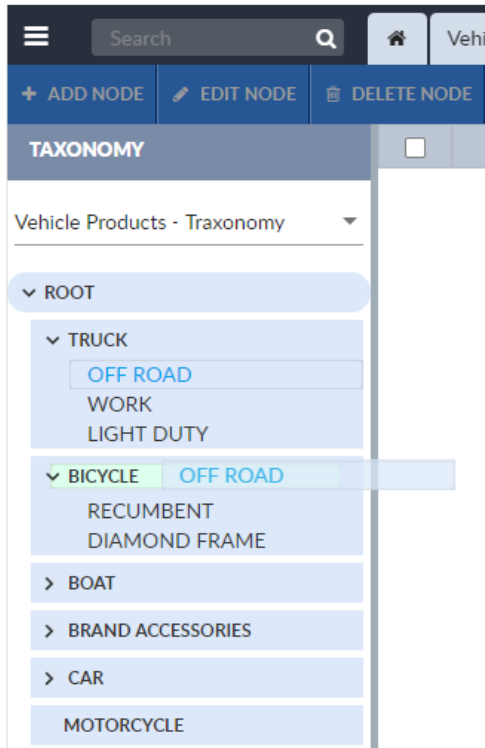 Search Vehi
ADD NODE EDIT NODE DELETE NODE
TAXONOMY
Vehicle Products - Traxonomy
ROOT
TRUCK
OFF ROAD
WORK
LIGHT DUTY
BICYCLE OFF ROAD
RECUMBENT
DIAMOND FRAME
BOAT
BRAND ACCESSORIES
CAR
MOTORCYCLE